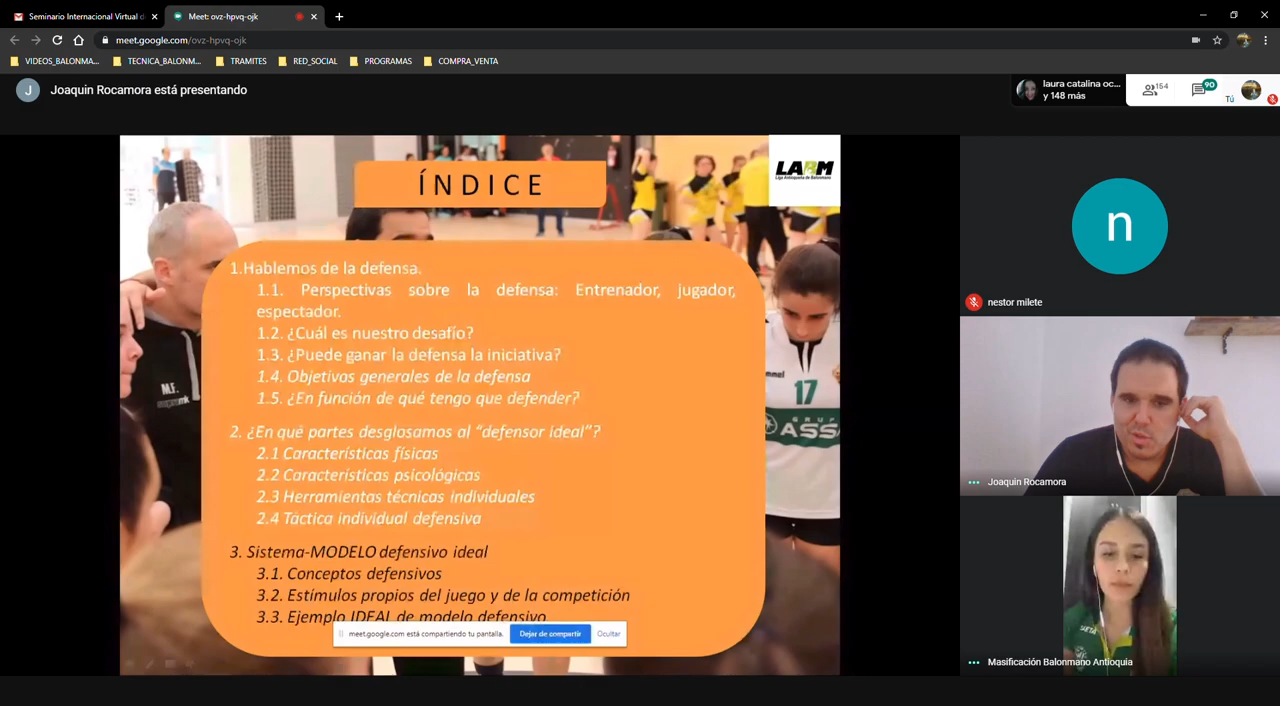 Seminario Internacional Virtual d
Meet: ovz-hpvq-ojk
meet.google.com/ovz-hpvq-ojk
VIDEOS_BALONMA...
TECNICA_BALONM...
TRAMITES
RED_SOCIAL
PROGRAMAS
COMPRA_VENTA
J
Joaquin Rocamora está presentando
laura catalina oc...
y 148 más
154
90
Tú
LABM
Liga Antioqueña de Balonmano
ÍNDICE
1.Hablemos de la defensa.
1.1. Perspectivas sobre la defensa: Entrenador, jugador,
espectador.
1.2. ¿Cuál es nuestro desafío?
1.3. ¿Puede ganar la defensa la iniciativa?
1.4. Objetivos generales de la defensa
1.5. ¿En función de qué tengo que defender?
2. ¿En qué partes desglosamos al “defensor ideal”?
2.1 Características físicas
2.2 Características psicológicas
2.3 Herramientas técnicas individuales
2.4 Táctica individual defensiva
3. Sistema-MODELO defensivo ideal
3.1. Conceptos defensivos
3.2. Estímulos propios del juego y de la competición
3.3. Ejemplo IDEAL de modelo defensivo
meet.google.com está compartiendo tu pantalla.
Dejar de compartir
Ocultar
M.F.
mmel
17
GRUP
ASS
n
nestor milete
Joaquin Rocamora
Masificación Balonmano Antioquia